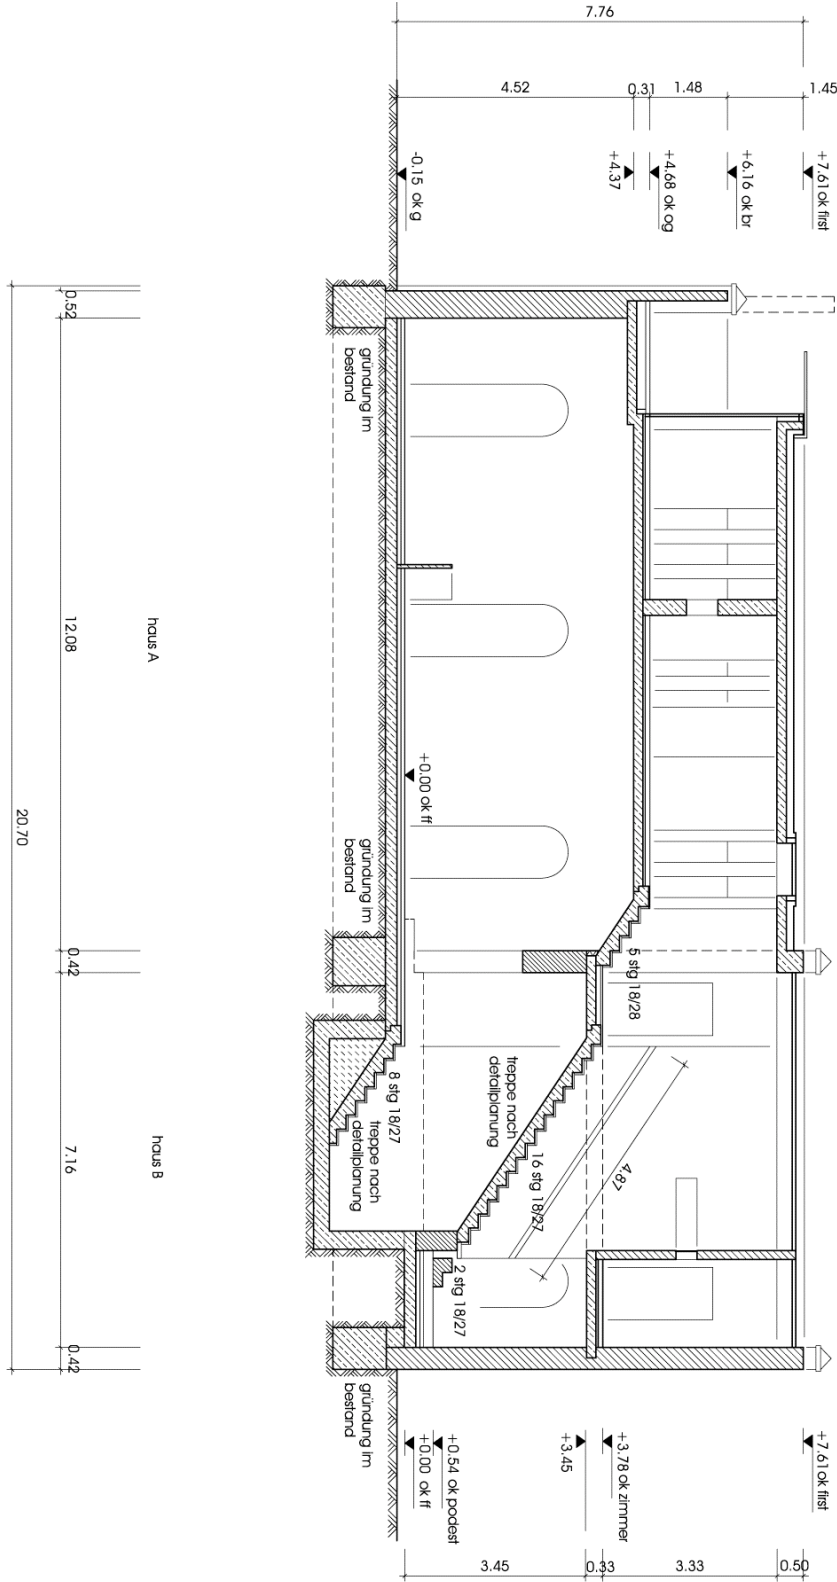 7.76
4.52
0.31
1.48
1.45
-0.15 ok g
+4.37
+4.68 ok og
+6.16 ok br
+7.61 ok first
0.52
12.08
0.42
7.16
0.42
20.70
haus A
haus B
gründung im
bestand
gründung im
bestand
gründung im
bestand
+0.00 ok ff
5 stg 18/28
treppe nach
detailplanung
8 stg 18/27
treppe nach
detailplanung
16 stg 18/27
4.87
2 stg 18/27
+0.00 ok ff
+0.54 ok podest
+3.45
+3.78 ok zimmer
+7.61 ok first
3.45
0.33
3.33
0.50